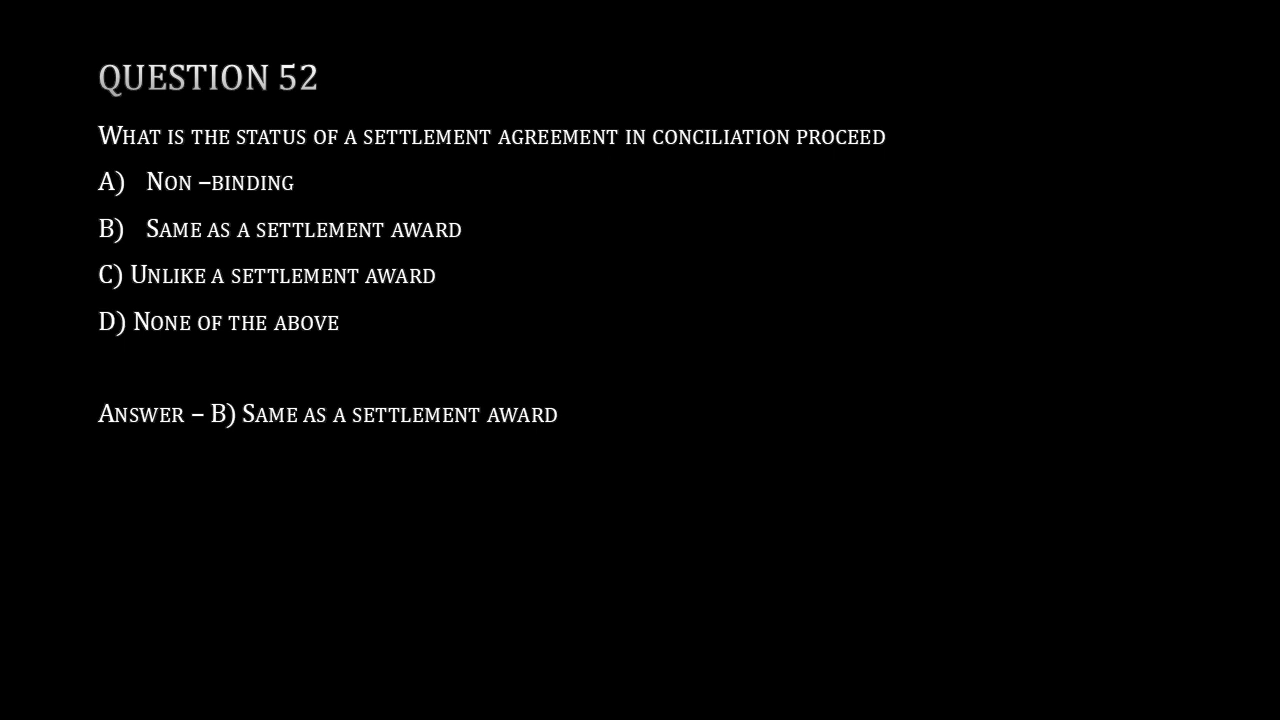 QUESTION 52
WHAT IS THE STATUS OF A SETTLEMENT AGREEMENT IN CONCILIATION PROCEED
A) NON –BINDING
B) SAME AS A SETTLEMENT AWARD
C) UNLIKE A SETTLEMENT AWARD
D) NONE OF THE ABOVE
ANSWER – B) SAME AS A SETTLEMENT AWARD